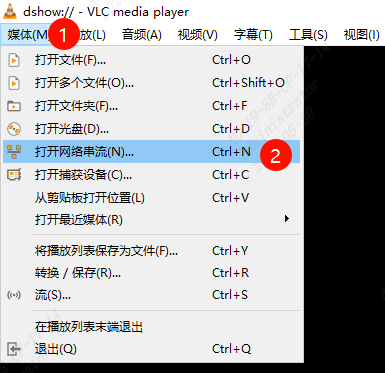 dshow:// - VLC media player
媒体(M 1 放(L) 音频(A) 视频(V) 字幕(T) 工具(S) 视图(I)
打开文件(F)... Ctrl+O
打开多个文件(O)... Ctrl+Shift+O
打开文件夹(F)... Ctrl+F
打开光盘(D)... Ctrl+D
打开网络串流(N)... Ctrl+N 2
打开捕获设备(C)... Ctrl+C
从剪贴板打开位置(L) Ctrl+V
打开最近媒体(R)
将播放列表保存为文件(F)... Ctrl+Y
转换 / 保存(R)... Ctrl+R
流(S)... Ctrl+S
在播放列表末端退出
退出(Q) Ctrl+Q